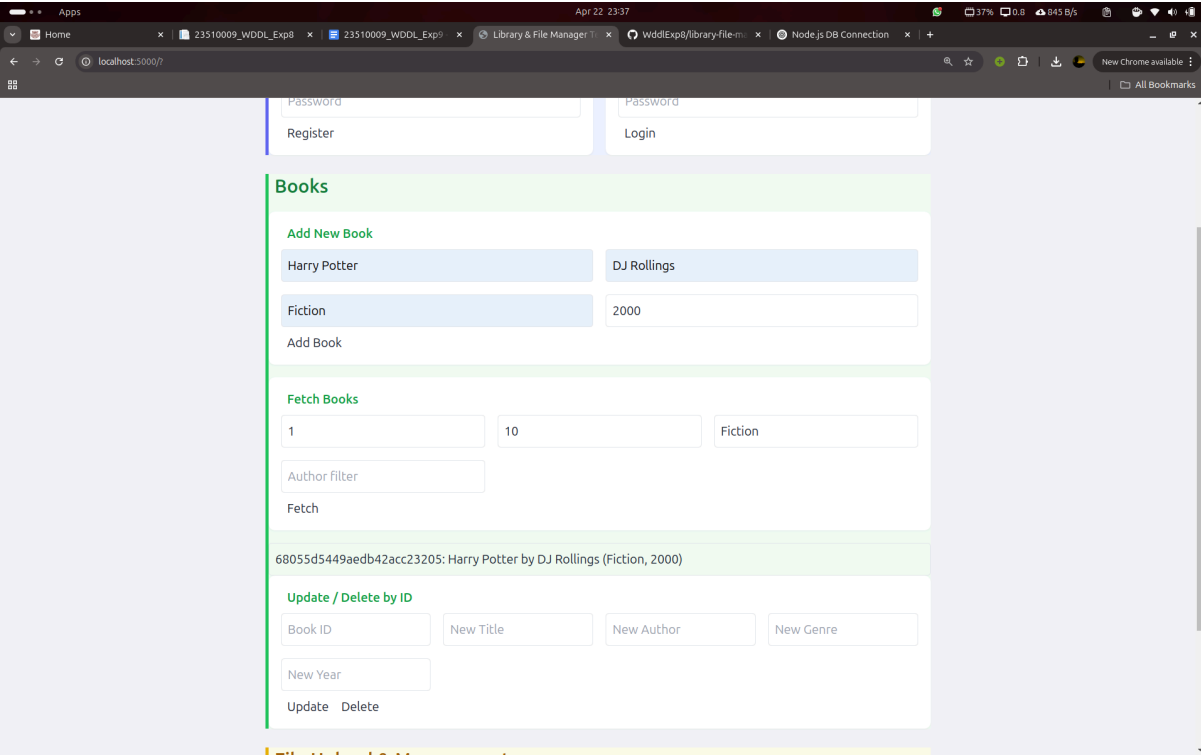 Apps Apr 22 23:37 37% 0.8 845 B/s
Home 23510009_WDDL_Exp8 23510009_WDDL_Exp9 Library & File Manager WddlExp8/library-file-ma Node.js DB Connection
localhost:5000/? New Chrome available
All Bookmarks
Password Password
Register Login
Books
Add New Book
Harry Potter DJ Rollings
Fiction 2000
Add Book
Fetch Books
1 10 Fiction
Author filter
Fetch
68055d5449aedb42acc23205: Harry Potter by DJ Rollings (Fiction, 2000)
Update / Delete by ID
Book ID New Title New Author New Genre
New Year
Update Delete